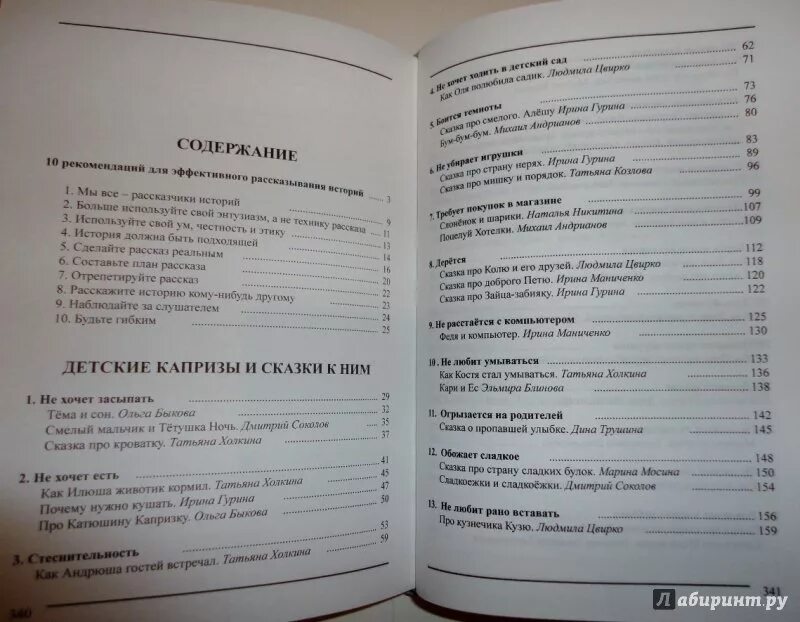 СОДЕРЖАНИЕ
10 рекомендаций для эффективного рассказывания историй 3
1. Мы все – рассказчики историй 9
2. Больше используйте свой энтузиазм, а не технику рассказа 11
3. Используйте свой ум, честность и этику 13
4. История должна быть подходящей 14
5. Сделайте рассказ реальным 16
6. Составьте план рассказа 20
7. Отрепетируйте рассказ 22
8. Расскажите историю кому-нибудь другому 23
9. Наблюдайте за слушателем 24
10. Будьте гибким 25
ДЕТСКИЕ КАПРИЗЫ И СКАЗКИ К НИМ
1. Не хочет засыпать 29
Тёма и сон. Ольга Быкова 32
Смелый мальчик и Тётушка Ночь. Дмитрий Соколов 35
Сказка про кроватку. Татьяна Холкина 37
2. Не хочет есть 41
Как Илюша животик кормил. Татьяна Холкина 45
Почему нужно кушать. Ирина Гурина 47
Про Катюшину Капризку. Ольга Быкова 50
3. Стеснительность 53
Как Андрюша гостей встречал. Татьяна Холкина 59
340
4. Не хочет ходить в детский сад 62
Как Оля полюбила садик. Людмила Цвирко 71
5. Боится темноты 73
Сказка про смелого. Алёшу Ирина Гурина 76
Бум-бум-бум. Михаил Андрианов 80
6. Не убирает игрушки 83
Сказка про страну нерях. Ирина Гурина 89
Сказка про мишку и порядок. Татьяна Козлова 96
7. Требует покупок в магазине 99
Слонёнок и шарики. Наталья Никитина 107
Поцелуй Хотелки. Михаил Андрианов 109
8. Дерётся 112
Сказка про Колю и его друзей. Людмила Цвирко 118
Сказка про доброго Петю. Ирина Маниченко 120
Сказка про Зайца-забияку. Ирина Гурина 122
9. Не расстаётся с компьютером 125
Федя и компьютер. Ирина Маниченко 130
10. Не любит умываться 133
Как Костя стал умываться. Татьяна Холкина 136
Кари и Ес Эльмира Блинова 138
11. Огрызается на родителей 142
Сказка о пропавшей улыбке. Дина Трушина 145
12. Обожает сладкое 148
Сказка про страну сладких булок. Марина Мосина 150
Сладкоежки и сладкоёжки. Дмитрий Соколов 154
13. Не любит рано вставать 156
Про кузнечика Кузю. Людмила Цвирко 159
341
Лабиринт.ру